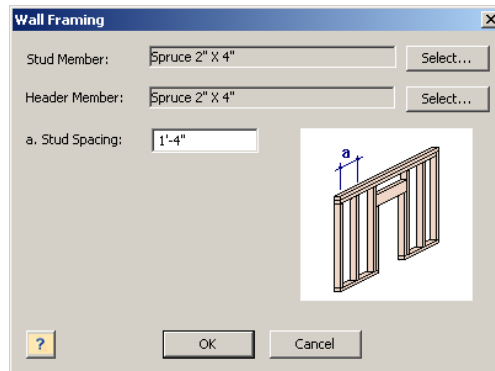 Wall Framing
Stud Member: Spruce 2" X 4" Select...
Header Member: Spruce 2" X 4" Select...
a. Stud Spacing: 1'-4"
a
? OK Cancel